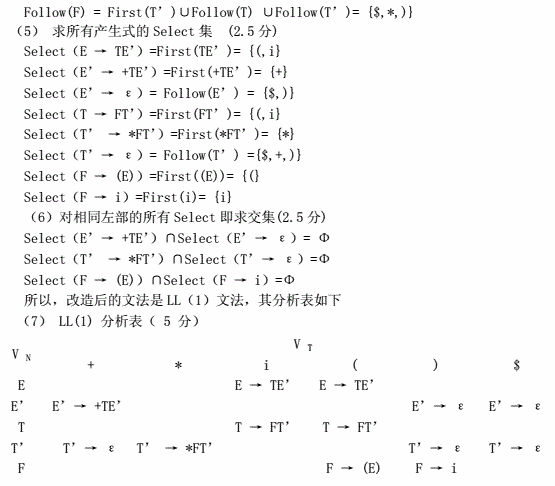 Follow(F) = First(T’)∪Follow(T) ∪Follow(T’)= {$,*,)}
（5） 求所有产生式的 Select 集 （2.5 分）
Select（E → TE’）=First(TE’)= {(,i}
Select（E’ → +TE’）=First(+TE’)= {+}
Select（E’ → ε）= Follow(E’) = {$,)}
Select（T → FT’）=First(FT’)= {(,i}
Select（T’ → *FT’）=First(*FT’)= {*}
Select（T’ → ε）= Follow(T’) ={$,+,)}
Select（F → (E)）=First((E))= {(}
Select（F → i）=First(i)= {i}
（6）对相同左部的所有 Select 即求交集(2.5 分)
Select（E’ → +TE’）∩Select（E’ → ε）= Φ
Select（T’ → *FT’）∩Select（T’ → ε）=Φ
Select（F → (E)）∩Select（F → i）=Φ
所以，改造后的文法是 LL（1）文法，其分析表如下
（7） LL(1) 分析表（ 5 分）
V T
V N
+ * i ( ) $
E E → TE’ E → TE’
E’ E’ → +TE’ E’ → ε E’ → ε
T T → FT’ T → FT’
T’ T’ → ε T’ → *FT’ T’ → ε T’ → ε
F F → (E) F → i